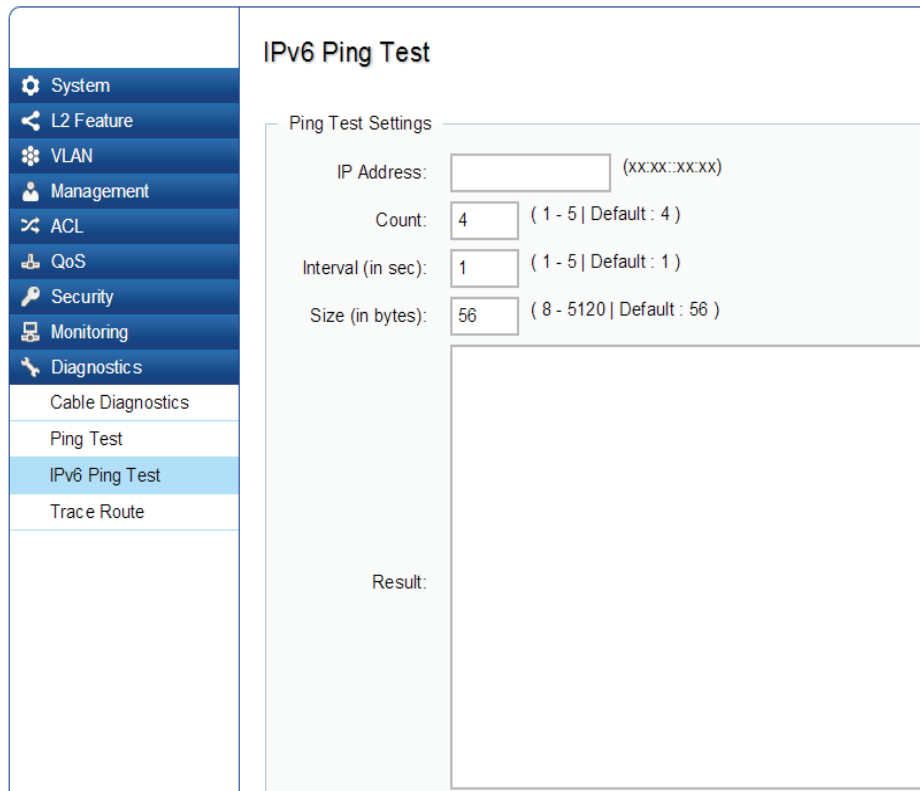 IPv6 Ping Test
System
L2 Feature
VLAN
Management
ACL
QoS
Security
Monitoring
Diagnostics
Cable Diagnostics
Ping Test
IPv6 Ping Test
Trace Route
Ping Test Settings
IP Address: (xx:xx::xx:xx)
Count: 4 ( 1 - 5 | Default : 4 )
Interval (in sec): 1 ( 1 - 5 | Default : 1 )
Size (in bytes): 56 ( 8 - 5120 | Default : 56 )
Result: